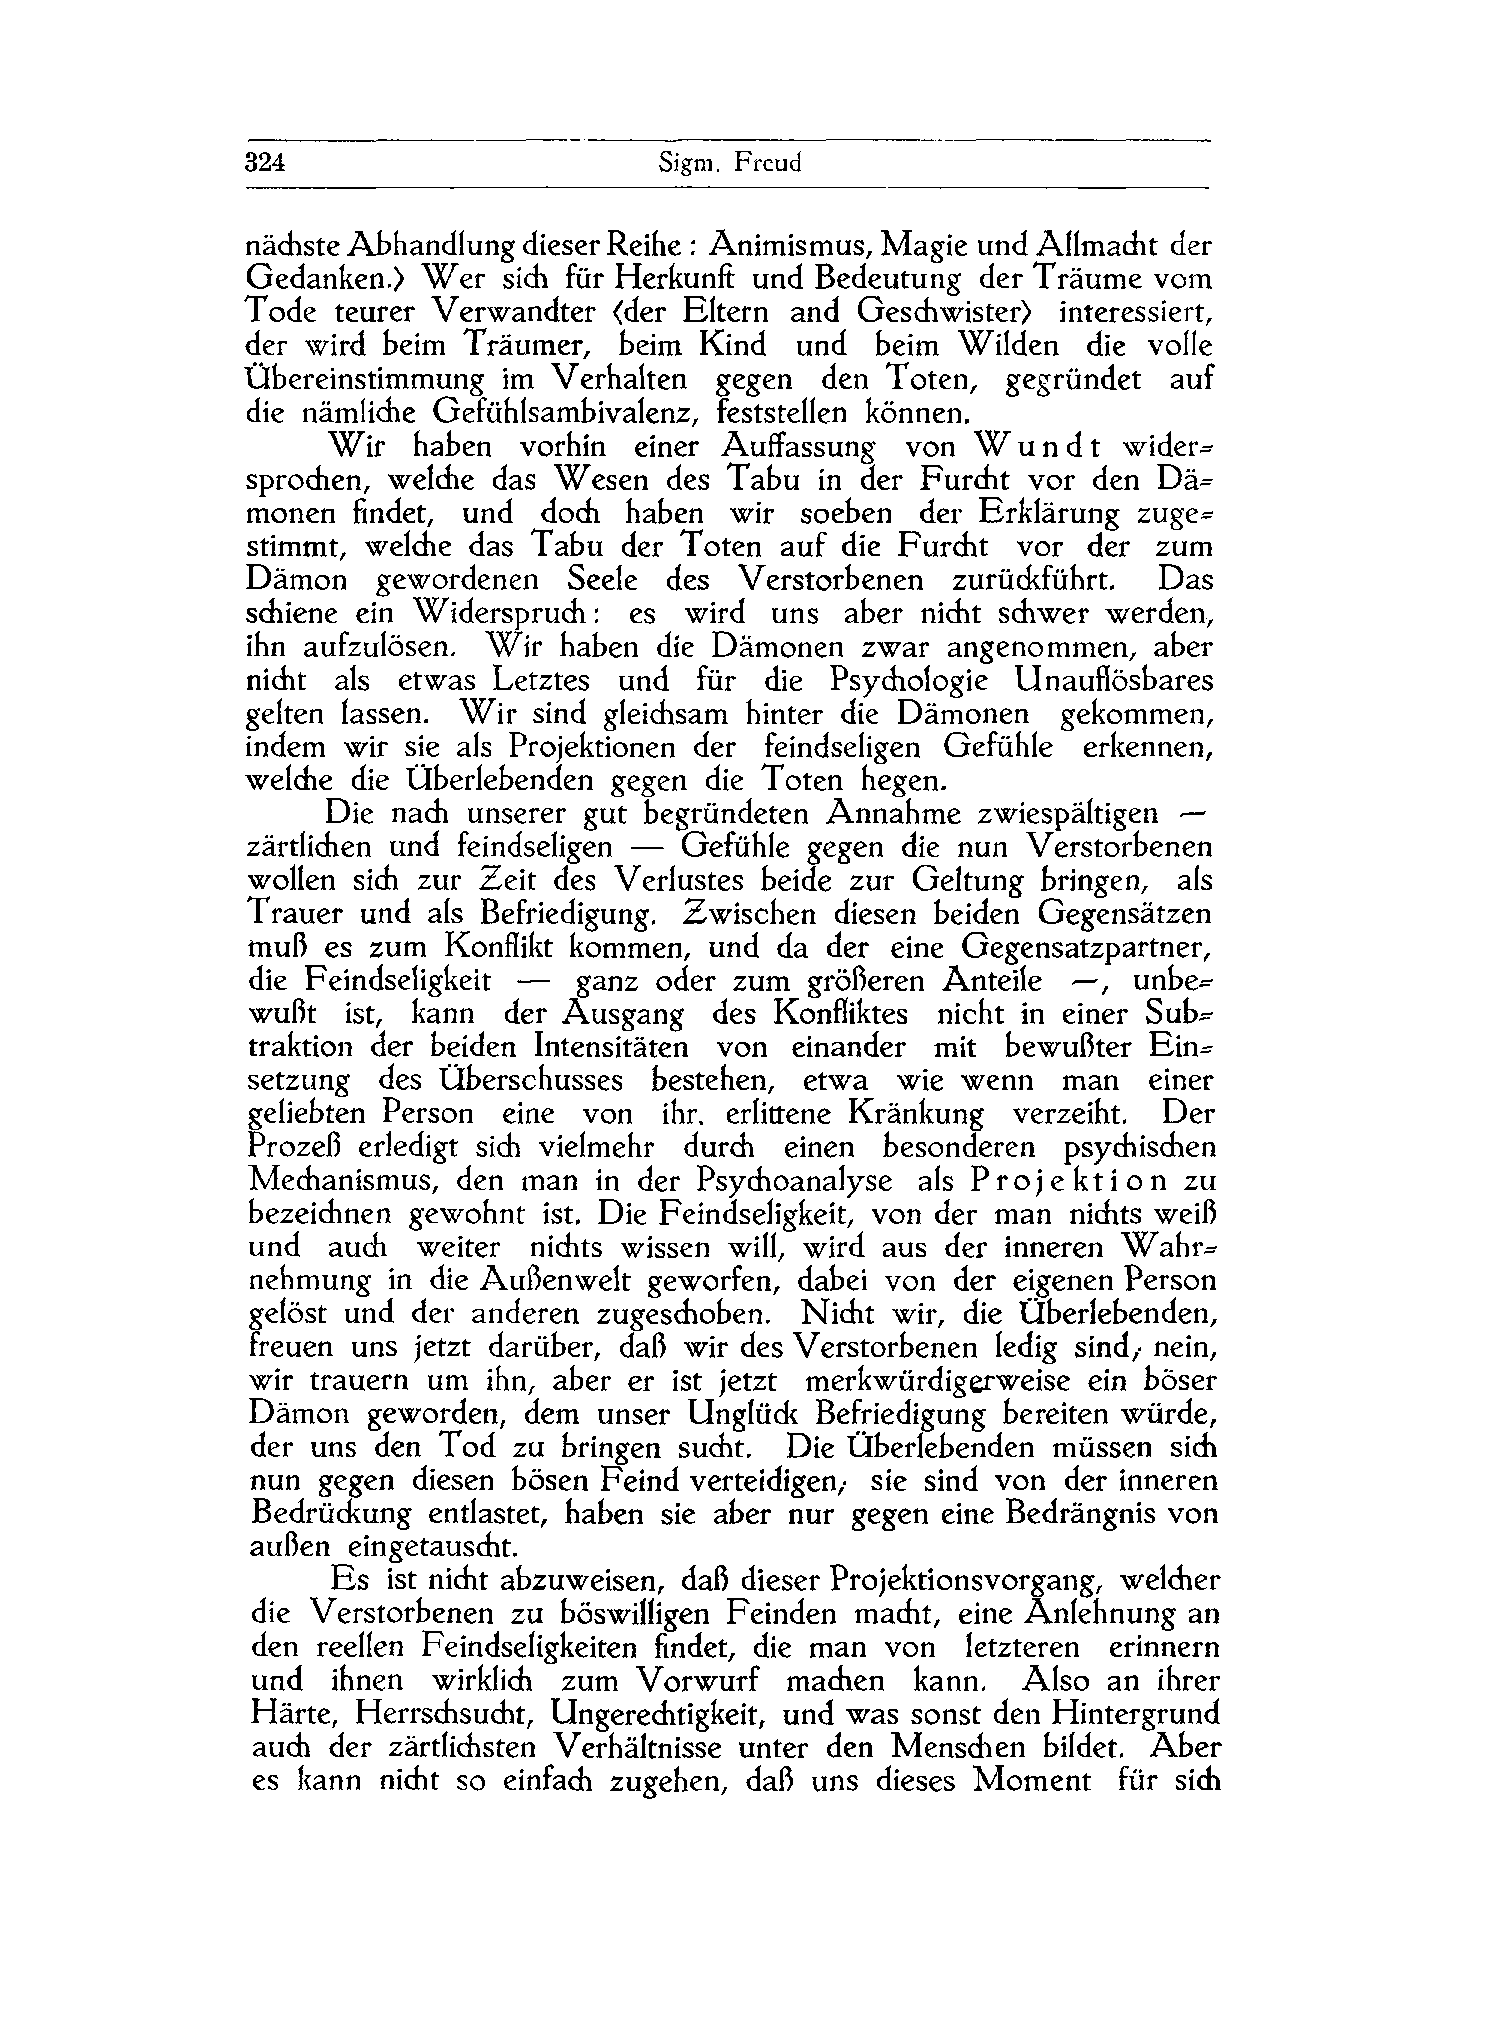 324 Sigm. Freud
nächste Abhandlung dieser Reihe : Animismus, Magie und Allmacht der
Gedanken.) Wer sich für Herkunft und Bedeutung der Träume vom
Tode teurer Verwandter (der Eltern and Geschwister) interessiert,
der wird beim Träumer, beim Kind und beim Wilden die volle
Übereinstimmung im Verhalten gegen den Toten, gegründet auf
die nämliche Gefühlsambivalenz, feststellen können.
Wir haben vorhin einer Auffassung von Wundt wider=
sprochen, welche das Wesen des Tabu in der Furcht vor den Dä=
monen findet, und doch haben wir soeben der Erklärung zuge=
stimmt, welche das Tabu der Toten auf die Furcht vor der zum
Dämon gewordenen Seele des Verstorbenen zurückführt. Das
schiene ein Widerspruch: es wird uns aber nicht schwer werden,
ihn aufzulösen. Wir haben die Dämonen zwar angenommen, aber
nicht als etwas Letztes und für die Psychologie Unauflösbares
gelten lassen. Wir sind gleichsam hinter die Dämonen gekommen,
indem wir sie als Projektionen der feindseligen Gefühle erkennen,
welche die Überlebenden gegen die Toten hegen.
Die nach unserer gut begründeten Annahme zwiespältigen —
zärtlichen und feindseligen — Gefühle gegen die nun Verstorbenen
wollen sich zur Zeit des Verlustes beide zur Geltung bringen, als
Trauer und als Befriedigung. Zwischen diesen beiden Gegensätzen
muß es zum Konflikt kommen, und da der eine Gegensatzpartner,
die Feindseligkeit — ganz oder zum größeren Anteile —, unbe=
wußt ist, kann der Ausgang des Konfliktes nicht in einer Sub=
traktion der beiden Intensitäten von einander mit bewußter Ein=
setzung des Überschusses bestehen, etwa wie wenn man einer
geliebten Person eine von ihr. erlittene Kränkung verzeiht. Der
Prozeß erledigt sich vielmehr durch einen besonderen psychischen
Mechanismus, den man in der Psychoanalyse als Projektion zu
bezeichnen gewohnt ist. Die Feindseligkeit, von der man nichts weiß
und auch weiter nichts wissen will, wird aus der inneren Wahr=
nehmung in die Außenwelt geworfen, dabei von der eigenen Person
gelöst und der anderen zugeschoben. Nicht wir, die Überlebenden,
freuen uns jetzt darüber, daß wir des Verstorbenen ledig sind; nein,
wir trauern um ihn, aber er ist jetzt merkwürdigerweise ein böser
Dämon geworden, dem unser Unglück Befriedigung bereiten würde,
der uns den Tod zu bringen sucht. Die Überlebenden müssen sich
nun gegen diesen bösen Feind verteidigen; sie sind von der inneren
Bedrückung entlastet, haben sie aber nur gegen eine Bedrängnis von
außen eingetauscht.
Es ist nicht abzuweisen, daß dieser Projektionsvorgang, welcher
die Verstorbenen zu böswilligen Feinden macht, eine Anlehnung an
den reellen Feindseligkeiten findet, die man von letzteren erinnern
und ihnen wirklich zum Vorwurf machen kann. Also an ihrer
Härte, Herrschsucht, Ungerechtigkeit, und was sonst den Hintergrund
auch der zärtlichsten Verhältnisse unter den Menschen bildet. Aber
es kann nicht so einfach zugehen, daß uns dieses Moment für sich